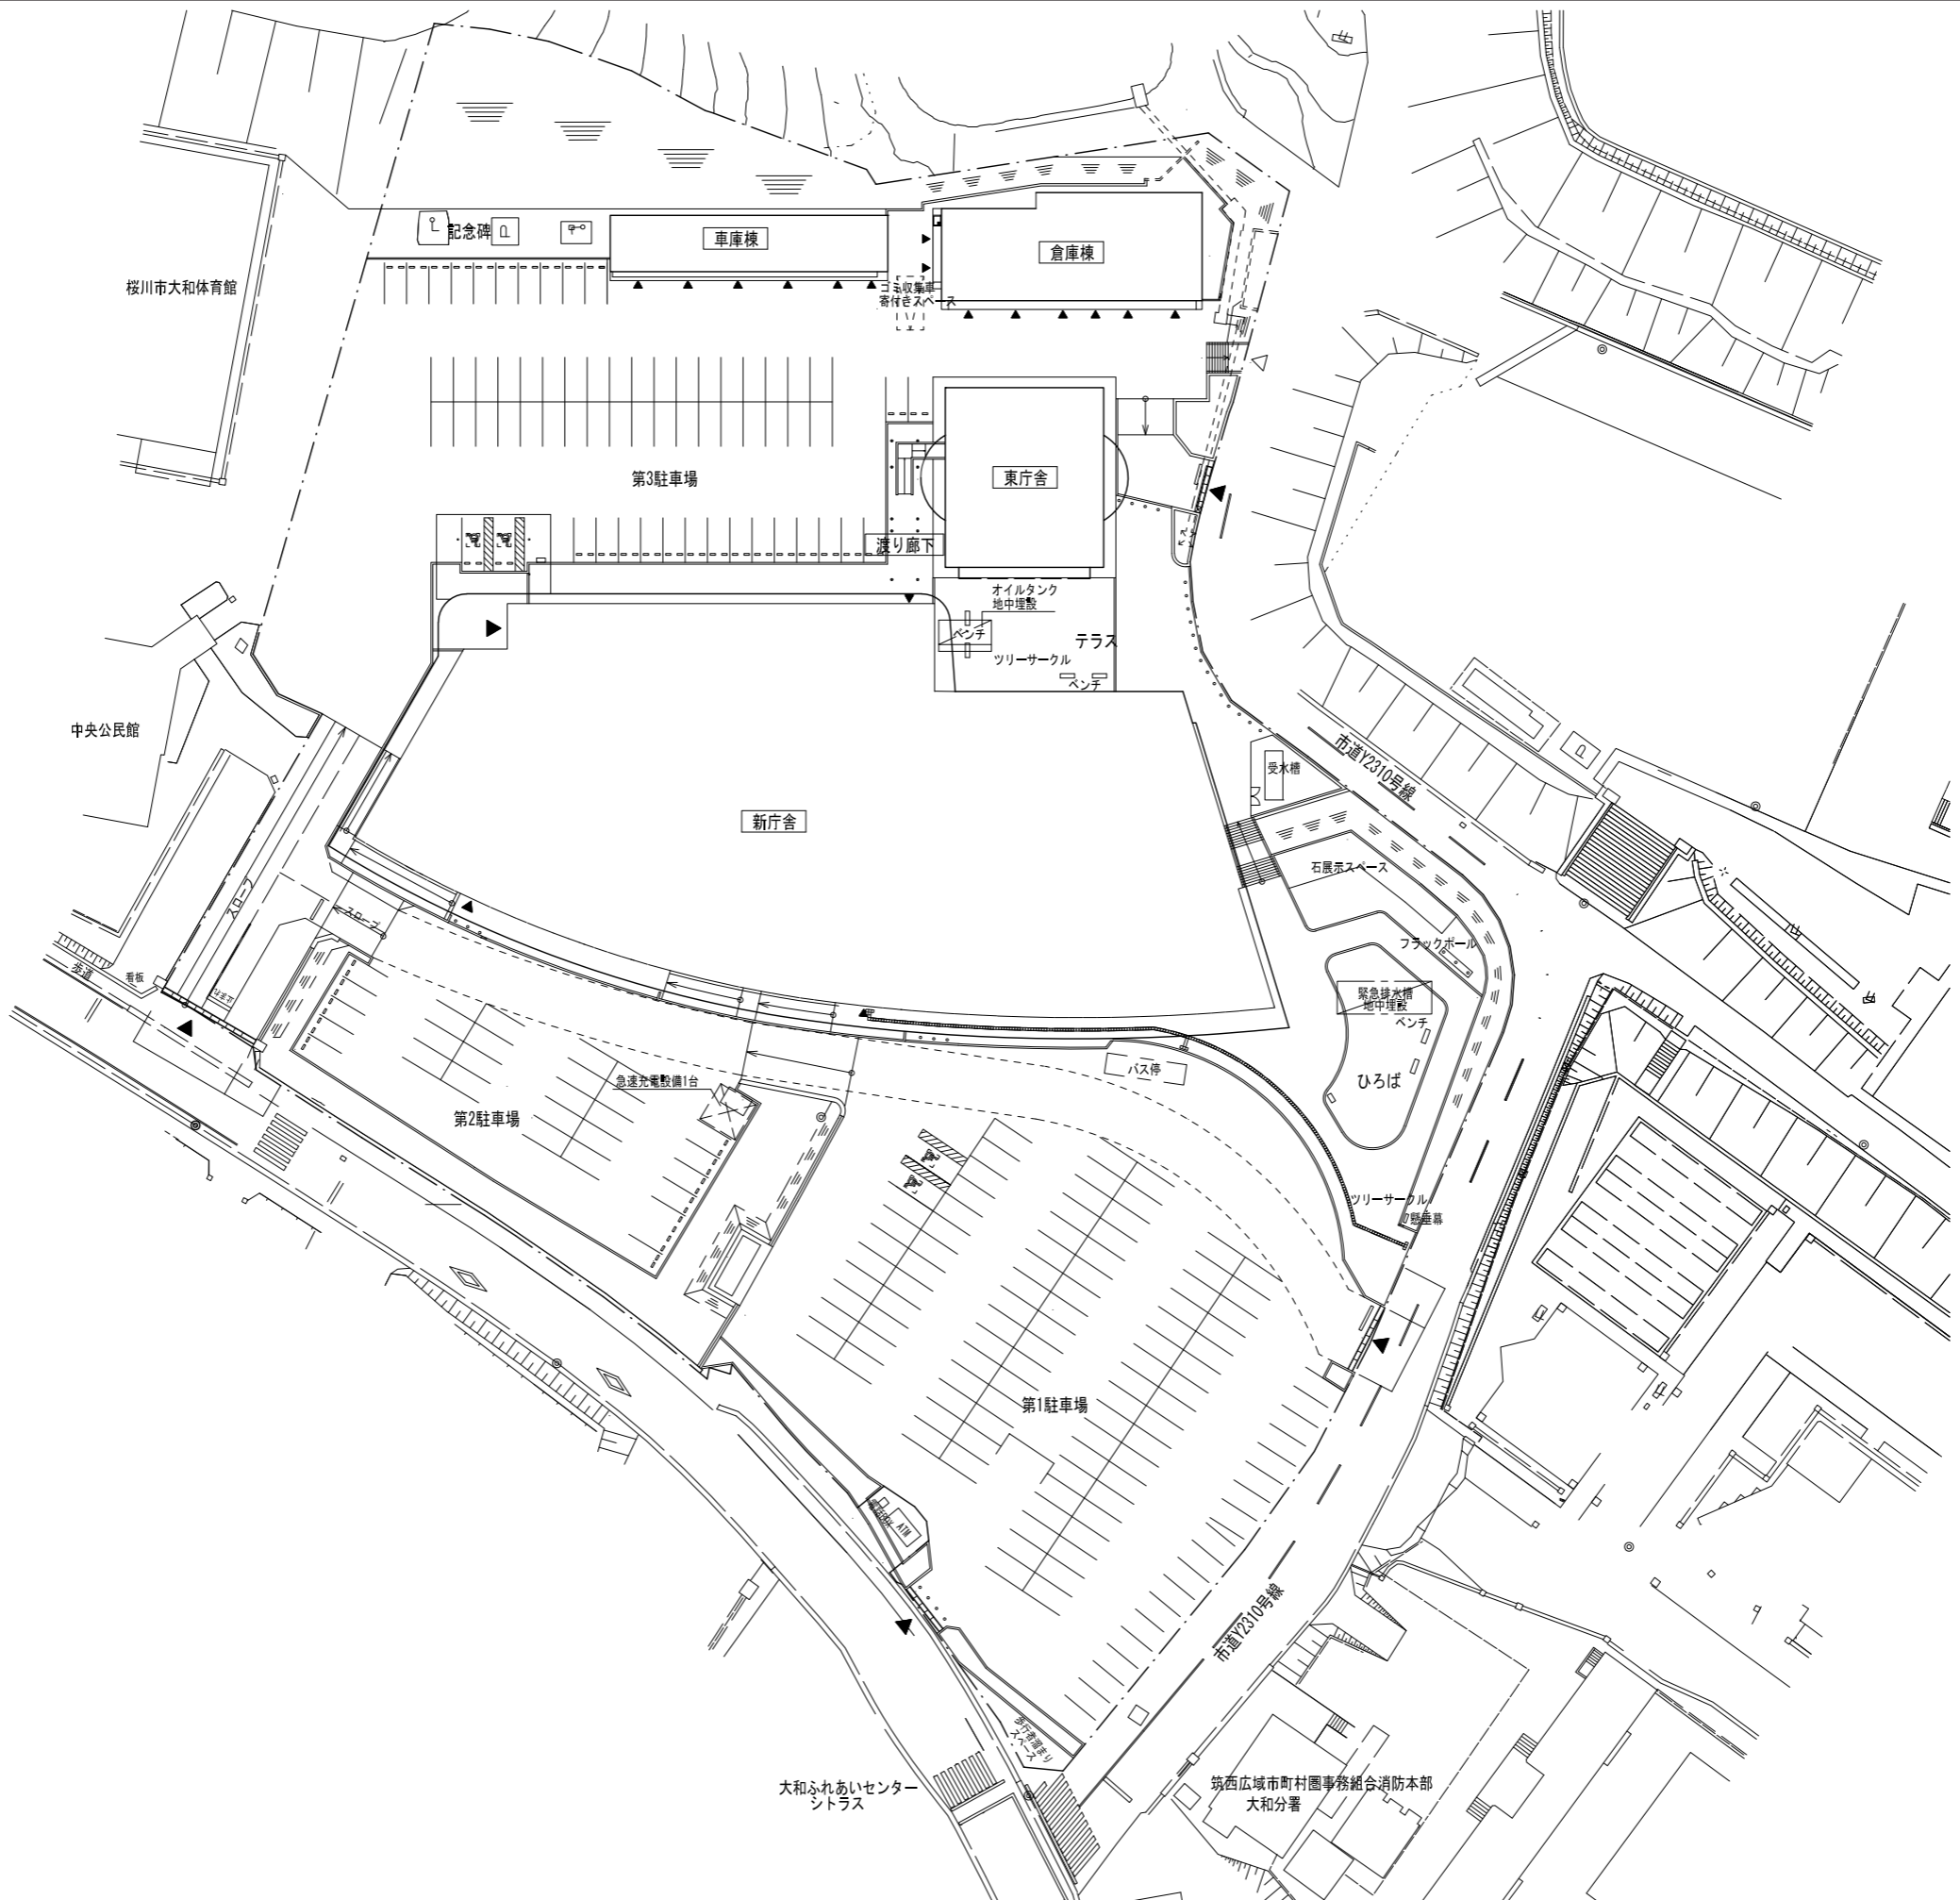 記念碑
車庫棟
倉庫棟
桜川市大和体育館
ゴミ収集車
寄付きスペース
第3駐車場
東庁舎
渡り廊下
オイルタンク
地中埋設
ベンチ
テラス
ツリーサークル
ベンチ
中央公民館
市道Y2310号線
受水槽
新庁舎
石展示スペース
スロープ
スロープ
フラックポール
歩道
看板
緊急排水槽
地中埋設
ベンチ
バス停
ひろば
急速充電設備1台
第2駐車場
ツリーサークル
懸垂幕
第1駐車場
ATM
市道Y2310号線
歩行者溜まり
スペース
大和ふれあいセンター
シトラス
筑西広域市町村圏事務組合消防本部
大和分署